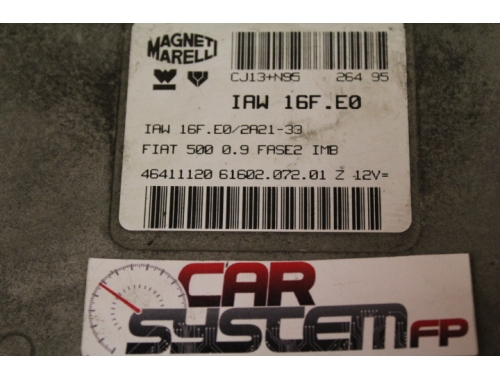 MAGNETI
MARELLI
CJ13+N95 264 95
IAW 16F.E0
IAW 16F.E0/2A21-33
FIAT 500 0.9 FASE2 IMB
46411120 61602.072.01 Z 12V=
CAR
SYSTEM FP